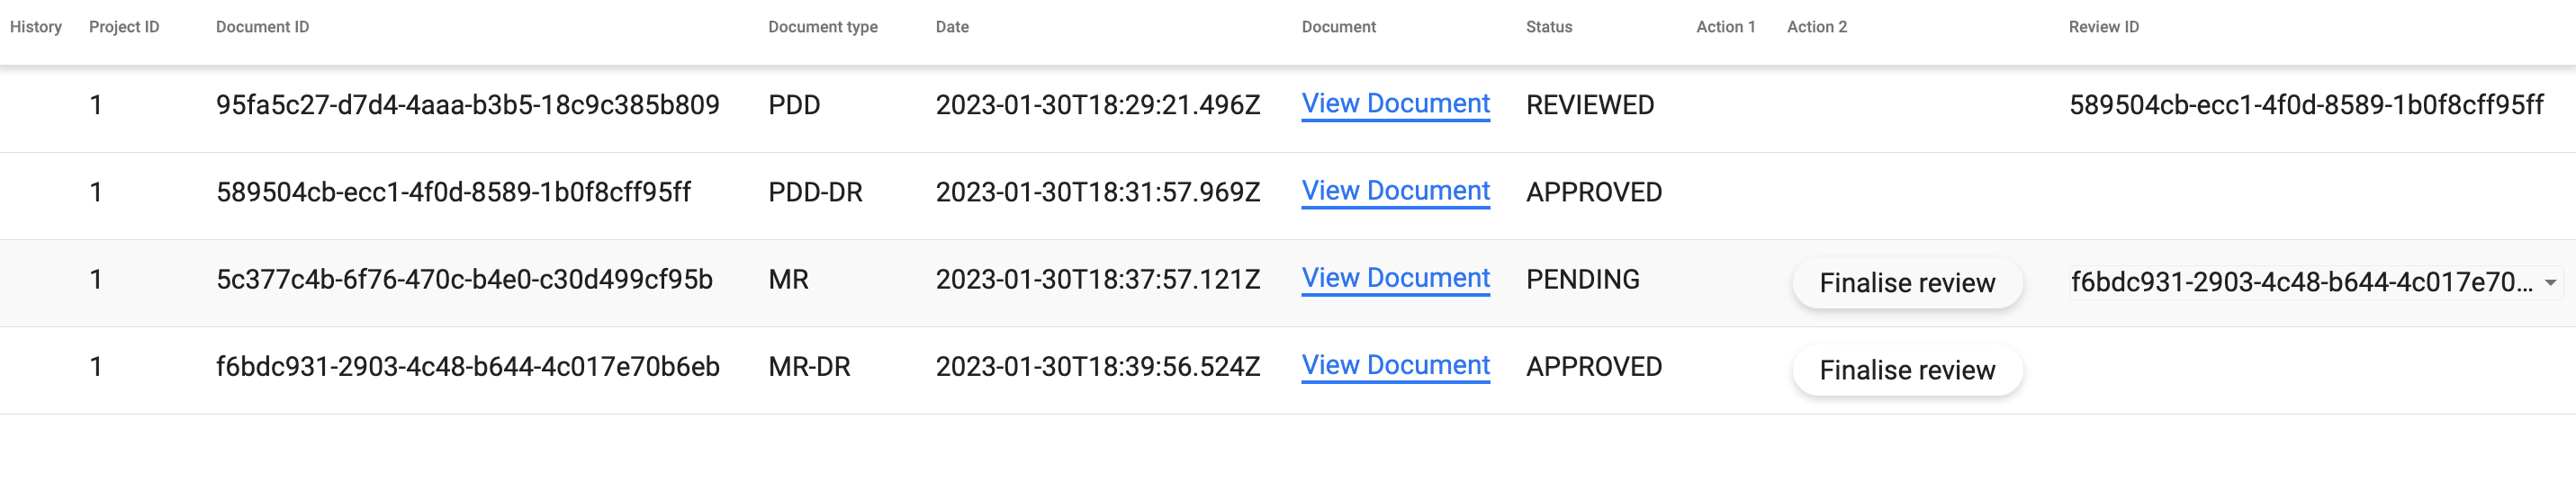 History Project ID Document ID Document type Date Document Status Action 1 Action 2 Review ID
1 95fa5c27-d7d4-4aaa-b3b5-18c9c385b809 PDD 2023-01-30T18:29:21.496Z View Document REVIEWED 589504cb-ecc1-4f0d-8589-1b0f8cff95ff
1 589504cb-ecc1-4f0d-8589-1b0f8cff95ff PDD-DR 2023-01-30T18:31:57.969Z View Document APPROVED
1 5c377c4b-6f76-470c-b4e0-c30d499cf95b MR 2023-01-30T18:37:57.121Z View Document PENDING Finalise review f6bdc931-2903-4c48-b644-4c017e70...
1 f6bdc931-2903-4c48-b644-4c017e70b6eb MR-DR 2023-01-30T18:39:56.524Z View Document APPROVED Finalise review